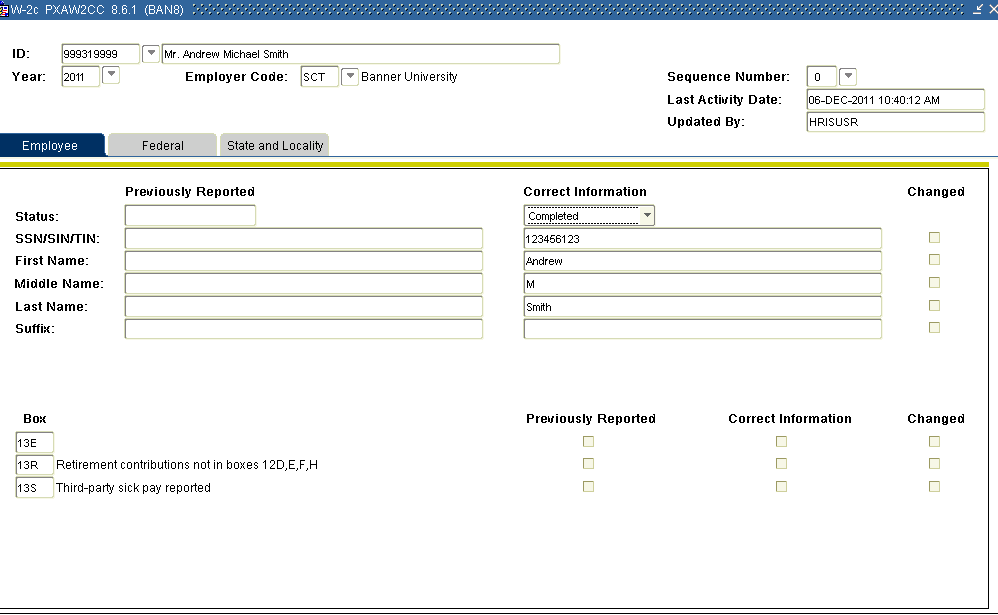 W-2c PXAW2CC 8.6.1 (BAN8)
ID: 999319999 Mr. Andrew Michael Smith
Year: 2011 Employer Code: SCT Banner University Sequence Number: 0
Last Activity Date: 06-DEC-2011 10:40:12 AM
Updated By: HRISUSR
Employee Federal State and Locality
Previously Reported Correct Information Changed
Status: Completed
SSN/SIN/TIN: 123456123
First Name: Andrew
Middle Name: M
Last Name: Smith
Suffix:
Box Previously Reported Correct Information Changed
13E
13R Retirement contributions not in boxes 12D,E,F,H
13S Third-party sick pay reported